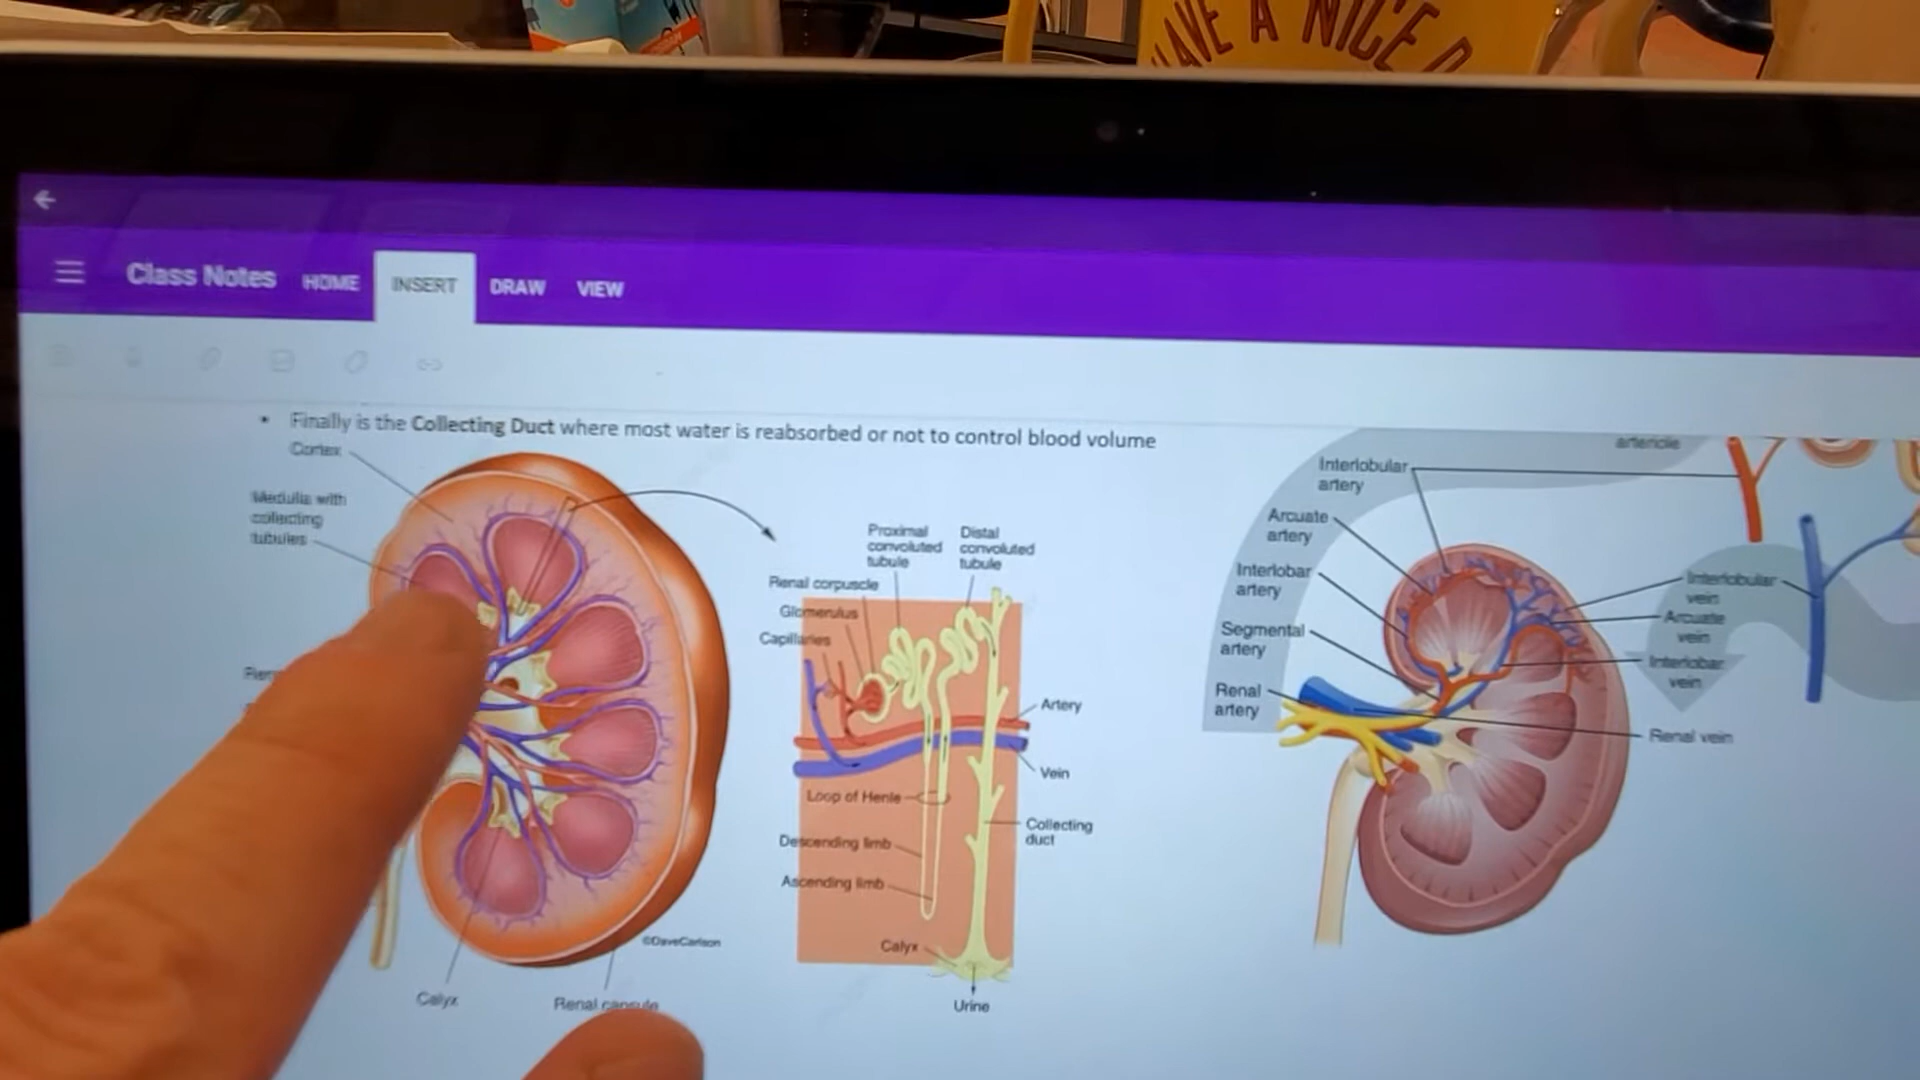 HAVE A NICE
Class Notes HOME INSERT DRAW VIEW
• Finally is the Collecting Duct where most water is reabsorbed or not to control blood volume
Cortex
Medulla with
collecting
tubules
©DaveCarlson
Calyx
Renal capsule
Proximal
convoluted
tubule
Distal
convoluted
tubule
Renal corpuscle
Glomerulus
Capillaries
Artery
Vein
Loop of Henle
Collecting
duct
Descending limb
Ascending limb
Calyx
Urine
arteriole
Interlobular
artery
Arcuate
artery
Interlobar
artery
Segmental
artery
Renal
artery
Interlobular
vein
Arcuate
vein
Interlobar
vein
Renal vein